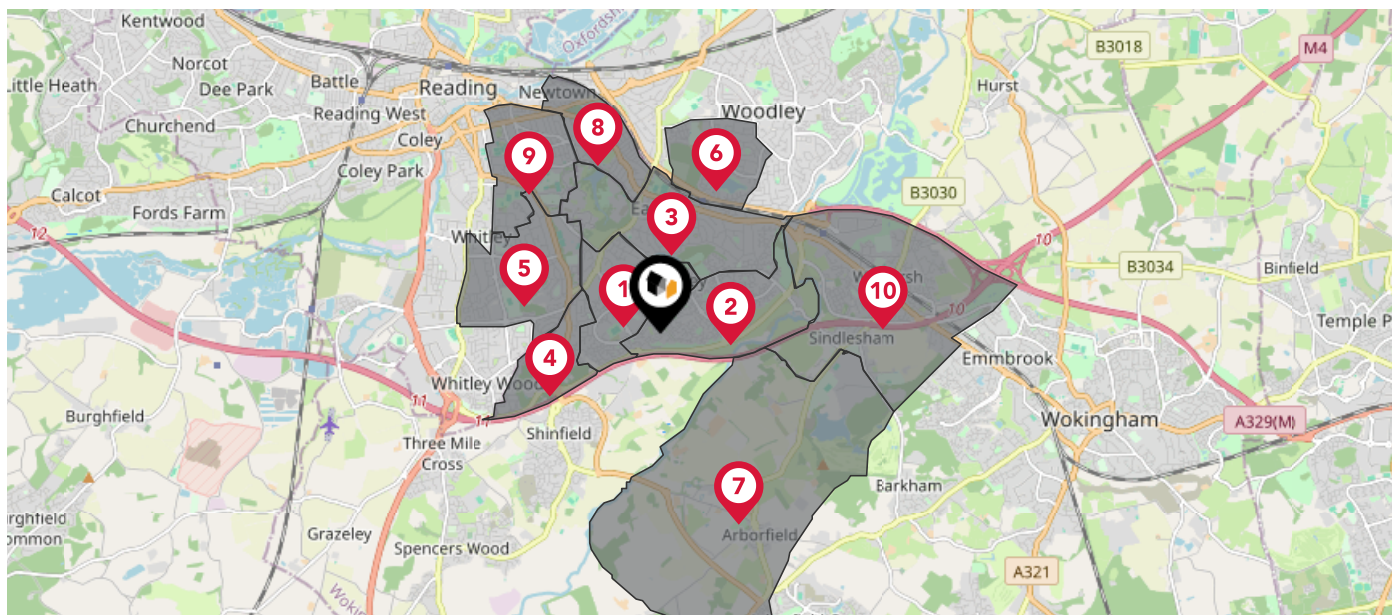 Kentwood
Oxfordsh
B3018
M4
Norcot
Little Heath
Battle
Dee Park
Reading
Newtown
Hurst
Reading West
Woodley
Churchend
Coley
8
6
9
Coley Park
Calcot
B3030
Fords Farm
3
12
Whitley
10
5
1
2
10
10
B3034
Binfield
Temple P
Sindlesham
4
Emmbrook
Whitley Wood
11
11
Burghfield
Shinfield
Wokingham
A329(M)
Three Mile
Cross
7
Barkham
Grazeley
Arborfield
Spencers Wood
A321